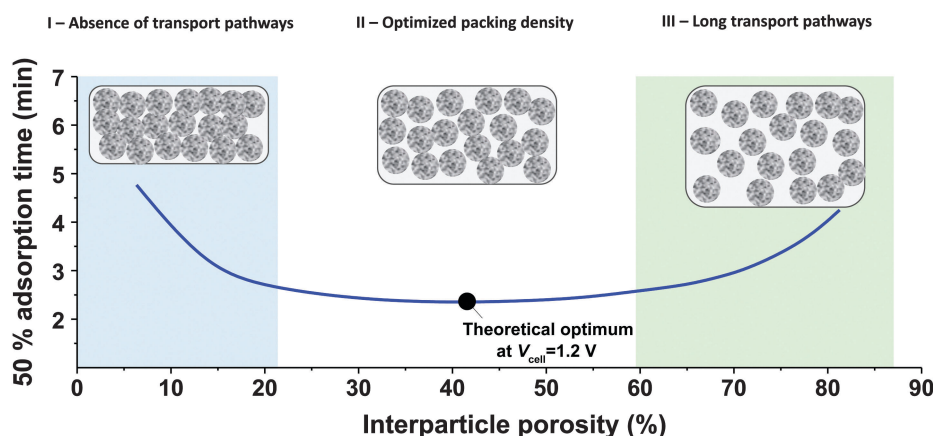 I – Absence of transport pathways
II – Optimized packing density
III – Long transport pathways
7
6
5
4
3
2
50 % adsorption time (min)
Theoretical optimum
at Vcell=1.2 V
0
10
20
30
40
50
60
70
80
90
Interparticle porosity (%)